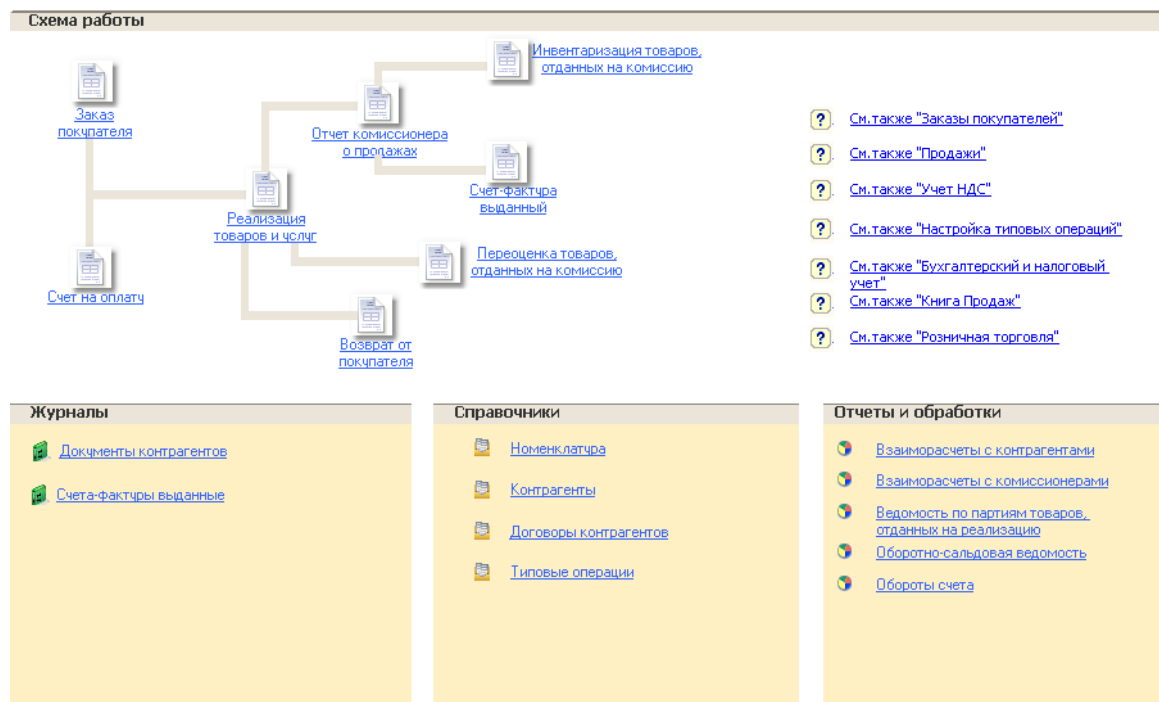 Схема работы
Инвентаризация товаров,
отданных на комиссию
Заказ
покупателя
Отчет комиссионера
о продажах
Счет-фактура
выданный
Реализация
товаров и услуг
Переоценка товаров,
отданных на комиссию
Счет на оплату
Возврат от
покупателя
См.также "Заказы покупателей"
См.также "Продажи"
См.также "Учет НДС"
См.также "Настройка типовых операций"
См.также "Бухгалтерский и налоговый
учет"
См.также "Книга Продаж"
См.также "Розничная торговля"
Журналы
Документы контрагентов
Счета-фактуры выданные
Справочники
Номенклатура
Контрагенты
Договоры контрагентов
Типовые операции
Отчеты и обработки
Взаиморасчеты с контрагентами
Взаиморасчеты с комиссионерами
Ведомость по партиям товаров,
отданных на реализацию
Оборотно-сальдовая ведомость
Обороты счета